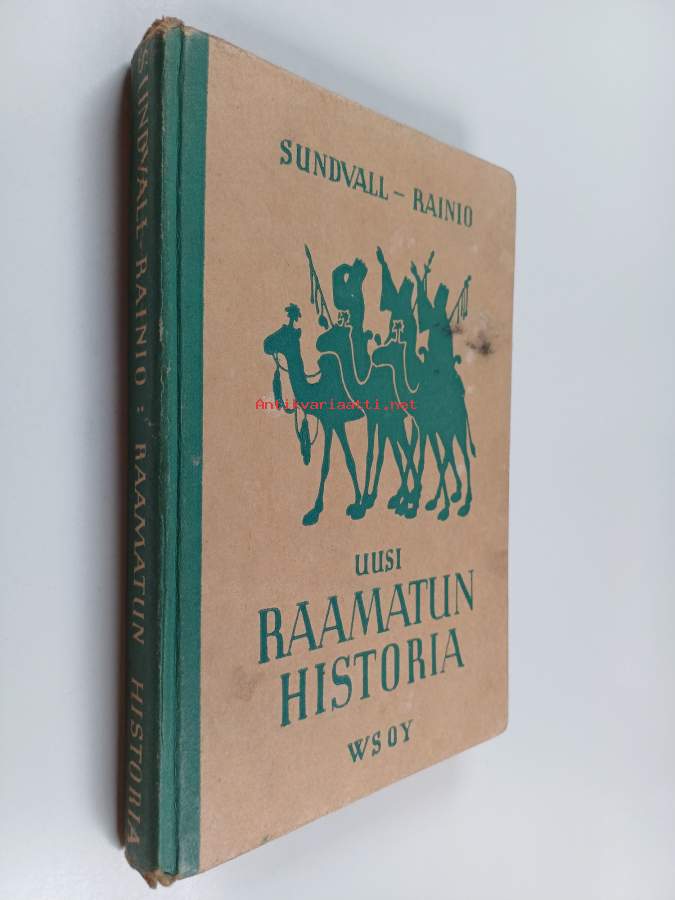 SUNDVALL-RAINIO: RAAMATUN HISTORIA
SUNDVALL – RAINIO
Antikvariaatti.net
UUSI
RAAMATUN
HISTORIA
WSOY